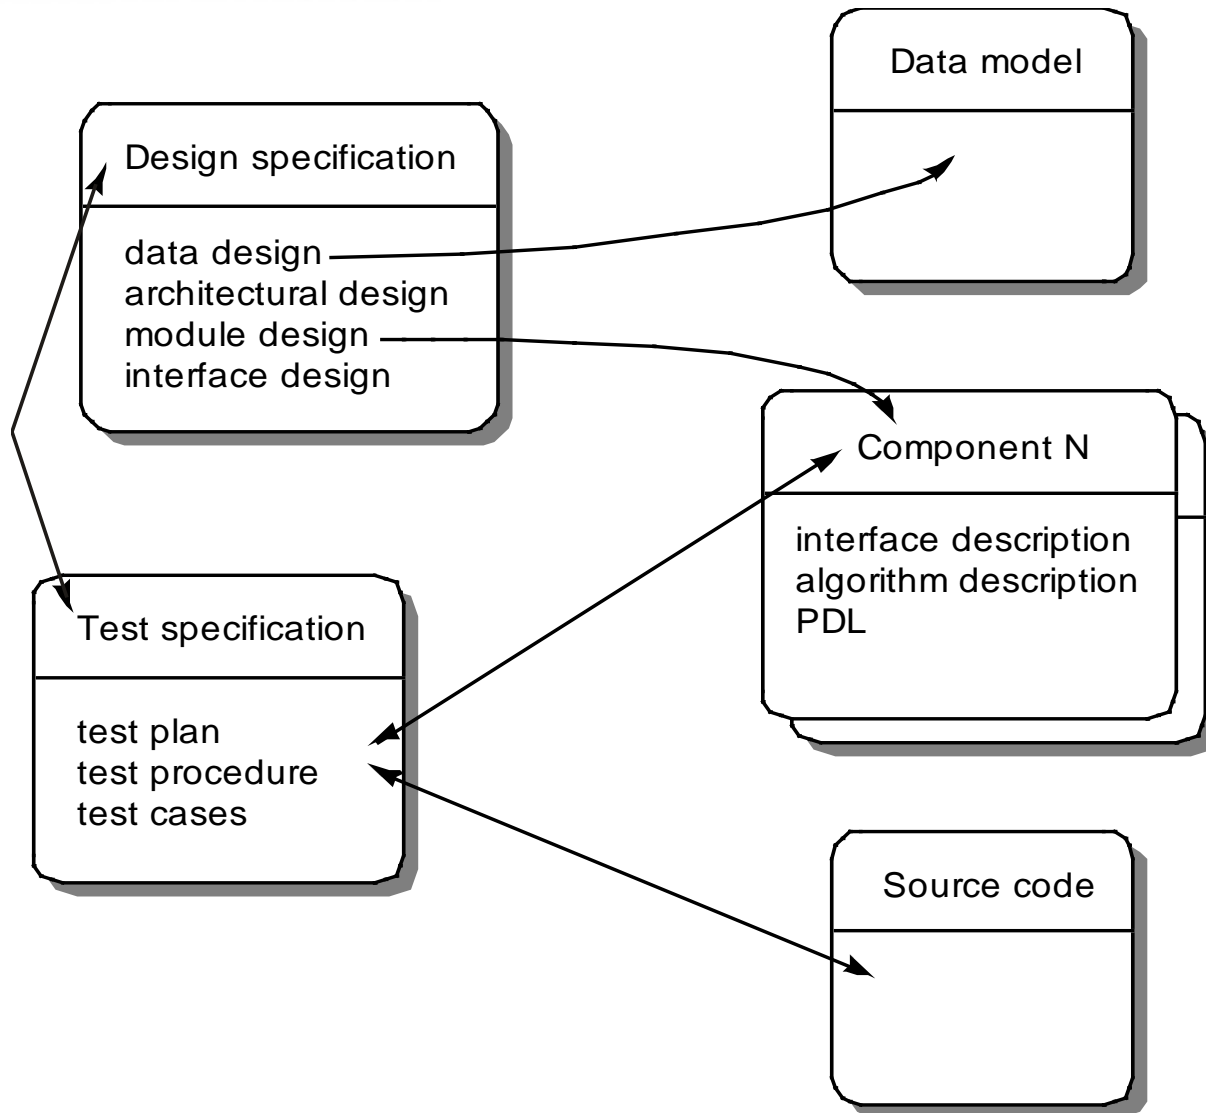 Data model
Design specification
data design
architectural design
module design
interface design
Component N
interface description
algorithm description
PDL
Test specification
test plan
test procedure
test cases
Source code